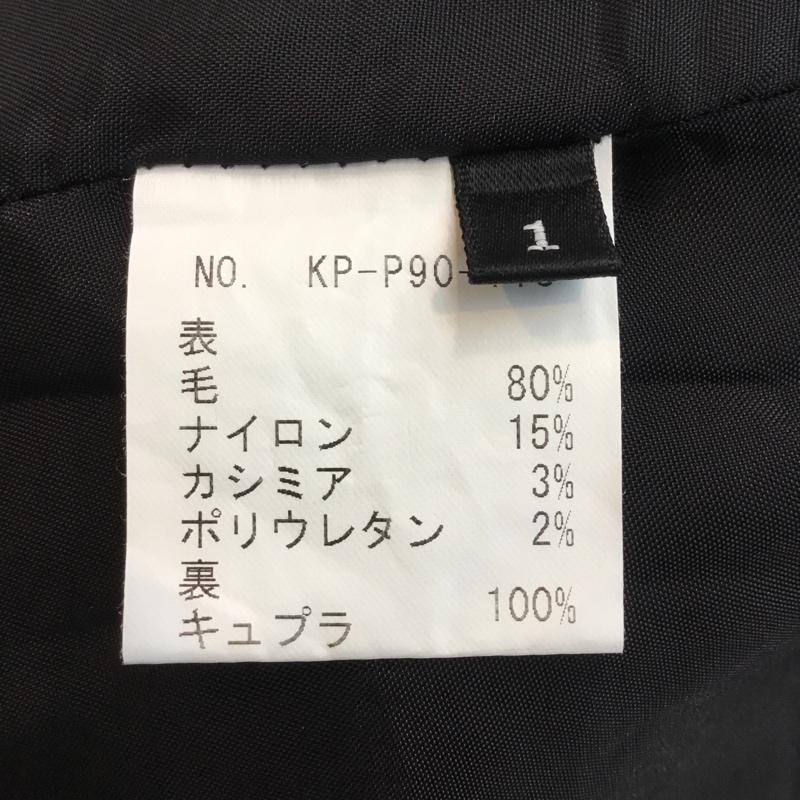 1
NO. KP-P90-
表
毛 80%
ナイロン 15%
カシミア 3%
ポリウレタン 2%
裏
キュプラ 100%